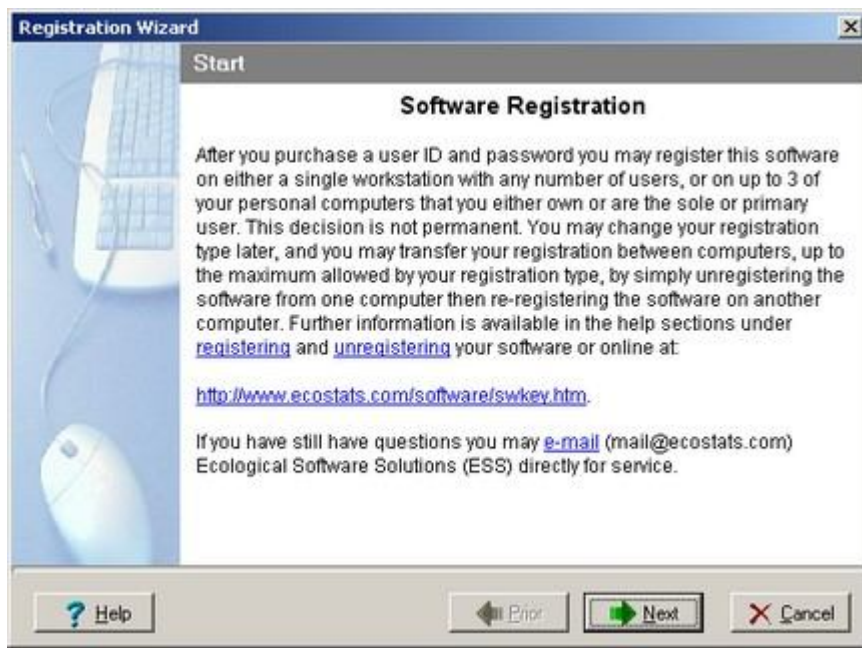 Registration Wizard
Start
Software Registration
After you purchase a user ID and password you may register this software
on either a single workstation with any number of users, or on up to 3 of
your personal computers that you either own or are the sole or primary
user. This decision is not permanent. You may change your registration
type later, and you may transfer your registration between computers, up to
the maximum allowed by your registration type, by simply unregistering the
software from one computer then re-registering the software on another
computer. Further information is available in the help sections under
registering and unregistering your software or online at:
http://www.ecostats.com/software/swkey.htm.
If you have still have questions you may e-mail (mail@ecostats.com)
Ecological Software Solutions (ESS) directly for service.
Help
Prior
Next
Cancel